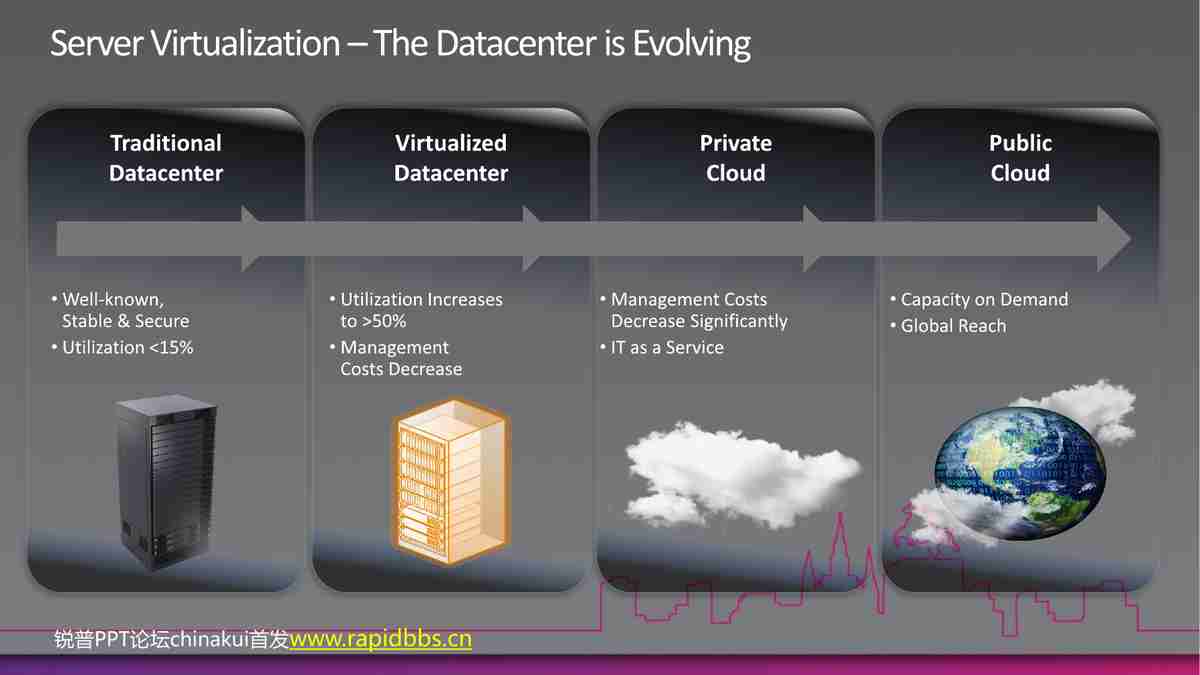 Server Virtualization – The Datacenter is Evolving
Traditional
Datacenter
• Well-known,
Stable & Secure
• Utilization <15%
Virtualized
Datacenter
• Utilization Increases
to >50%
• Management
Costs Decrease
Private
Cloud
• Management Costs
Decrease Significantly
• IT as a Service
Public
Cloud
• Capacity on Demand
• Global Reach
锐普PPT论坛chinakui首发www.rapidbbs.cn